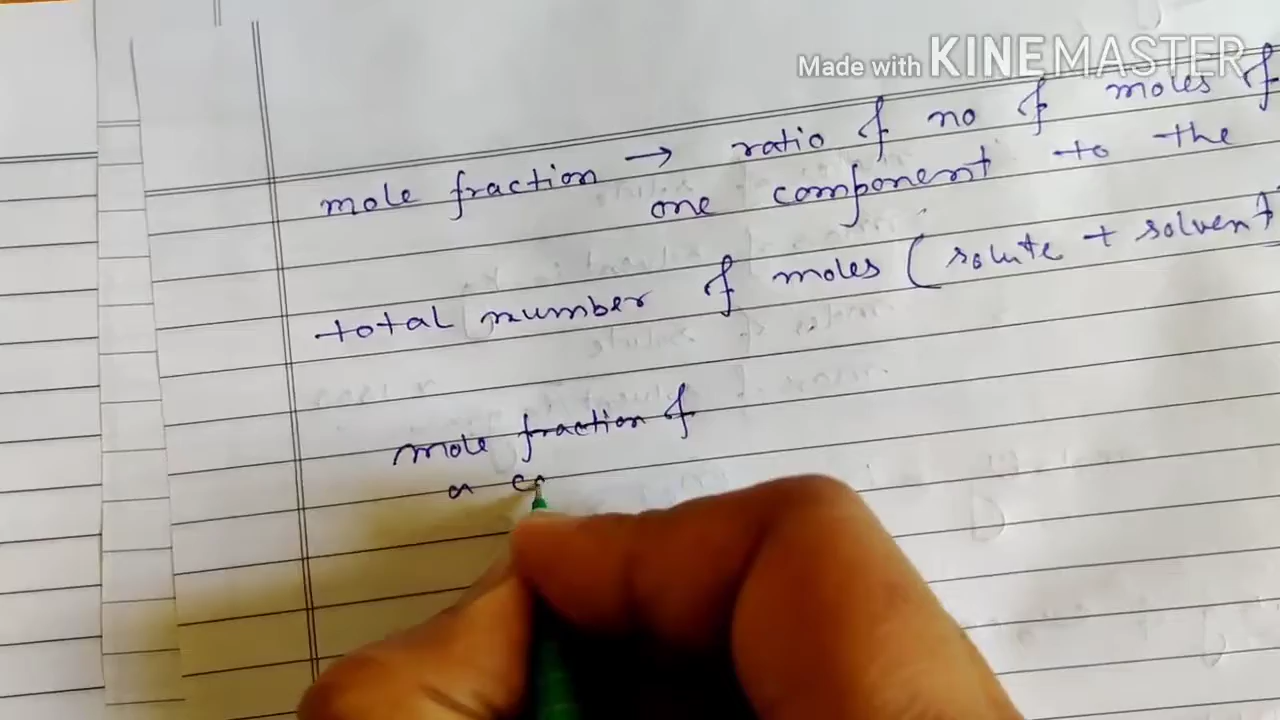 Made with KINEMASTER
mole fraction → ratio of no of moles of
one component to the
total number of moles (solute + solvent
mole fraction of
a co